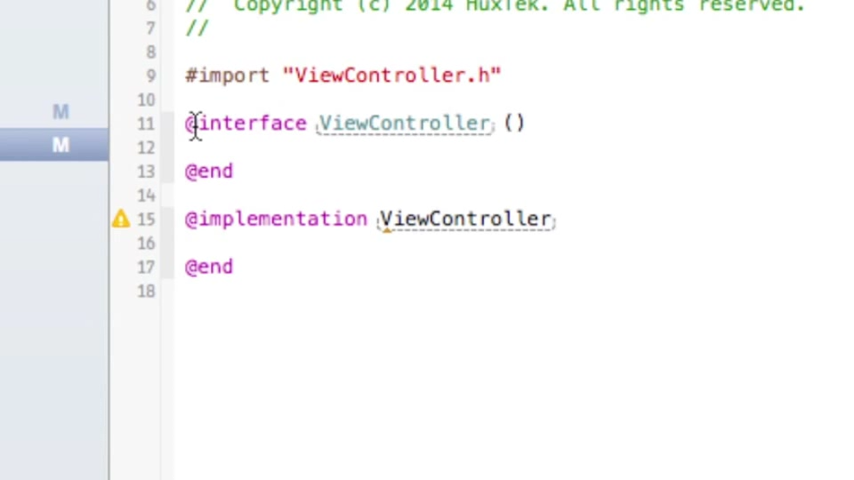 6 // Copyright (c) 2014 HuxTek. All rights reserved.
7 //
8
9 #import "ViewController.h"
10
11 @interface ViewController ()
12
13 @end
14
15 @implementation ViewController
16
17 @end
18
M
M